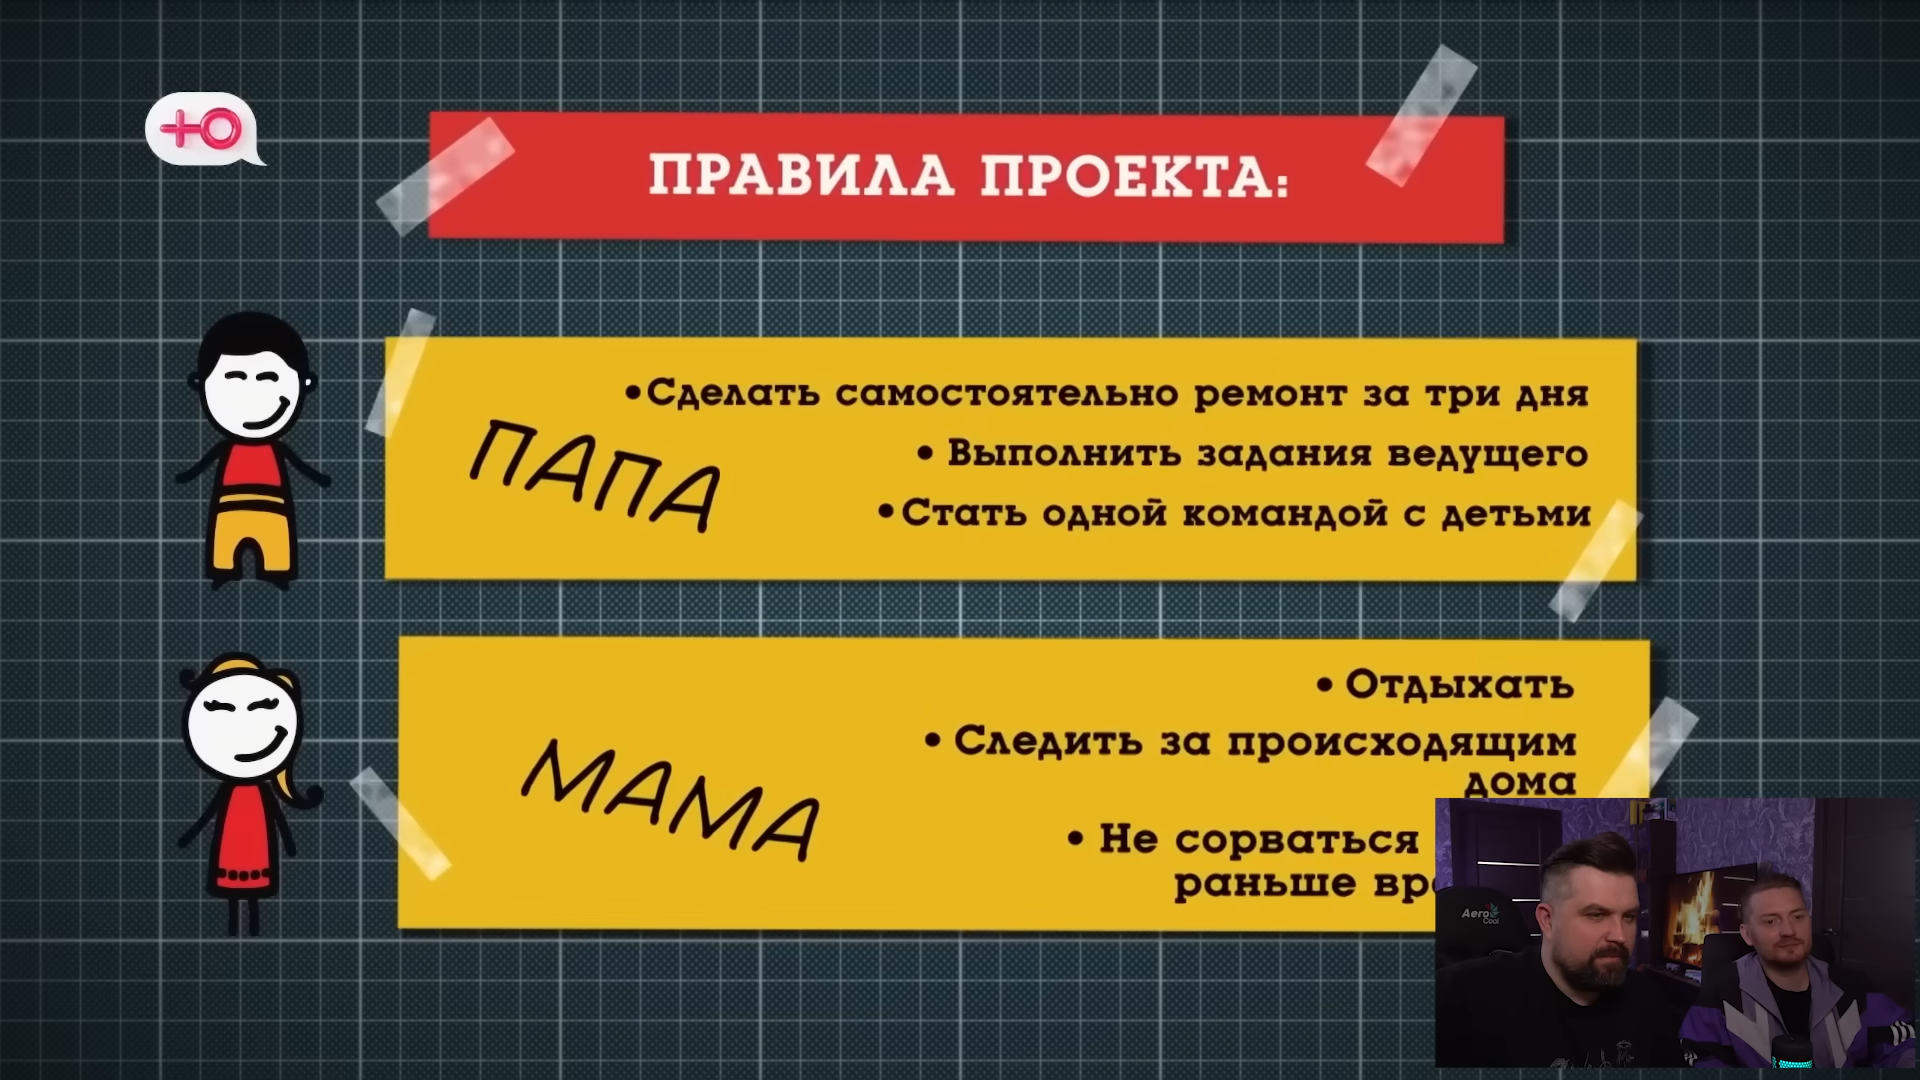 Ю
ПРАВИЛА ПРОЕКТА:
•Сделать самостоятельно ремонт за три дня
• Выполнить задания ведущего
•Стать одной командой с детьми
ПАПА
• Отдыхать
• Следить за происходящим
дома
• Не сорваться
раньше
МАМА
Aero
Cool